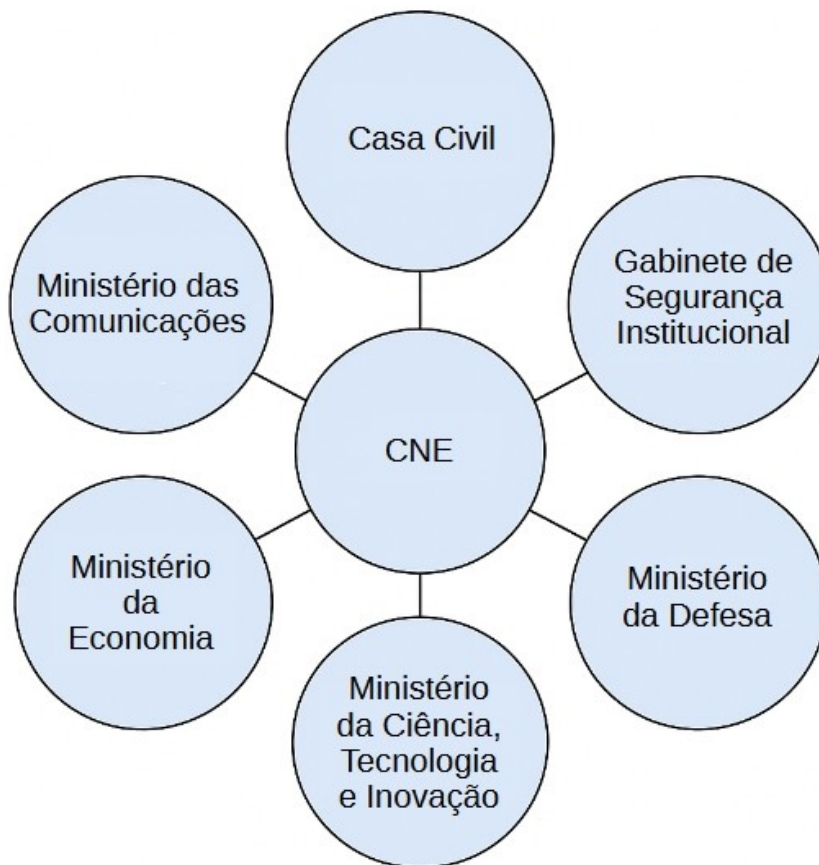 Casa Civil
Ministério das
Comunicações
Gabinete de
Segurança
Institucional
CNE
Ministério
da
Economia
Ministério
da Defesa
Ministério
da Ciência,
Tecnologia
e Inovação